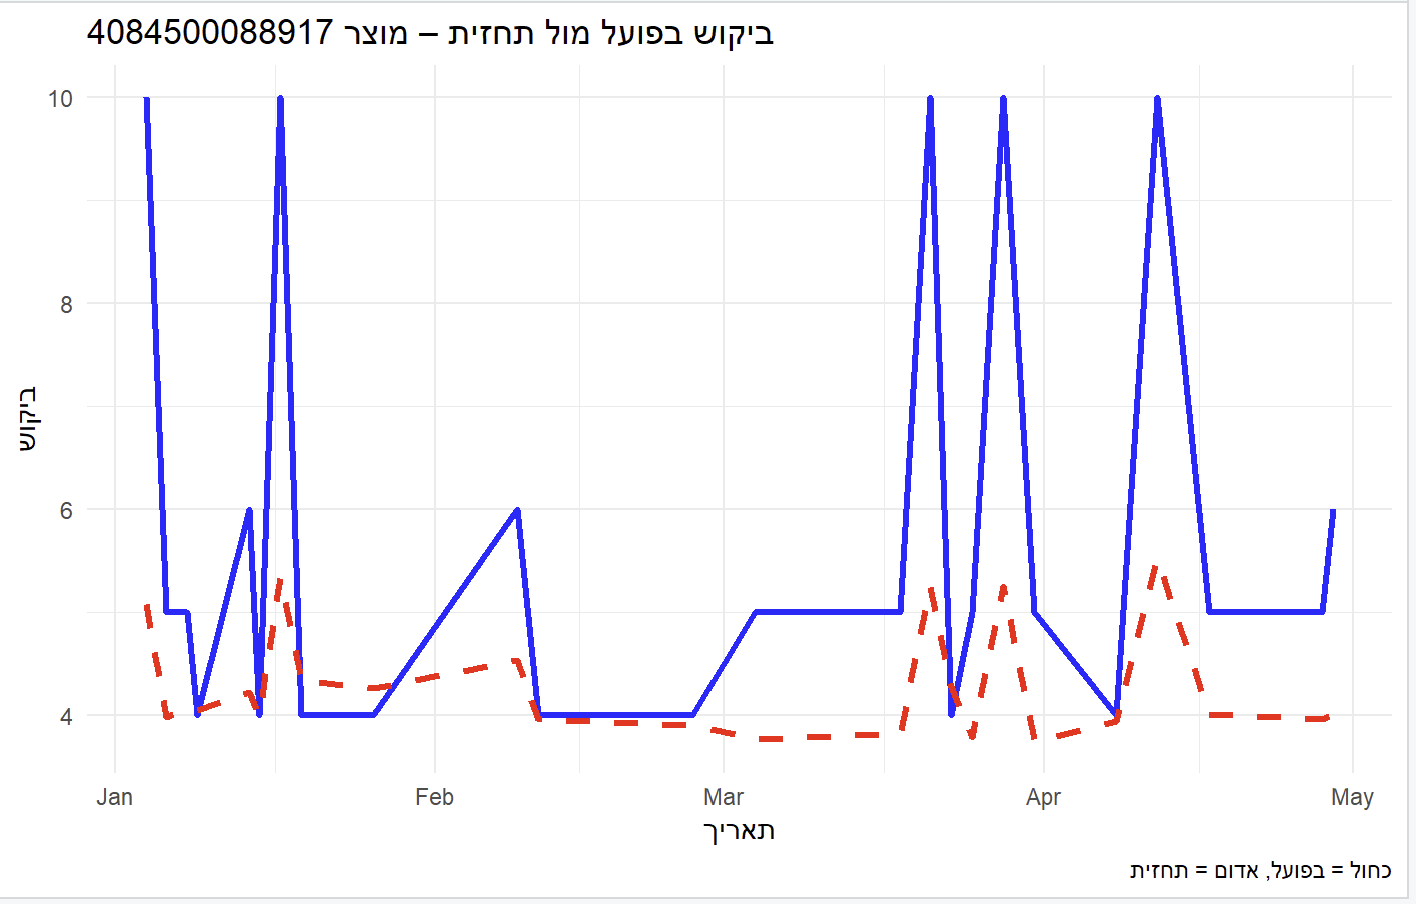 ביקוש בפועל מול תחזית – מוצר 4084500088917
10
8
6
4
ביקוש
Jan Feb Mar Apr May
תאריך
כחול = בפועל, אדום = תחזית